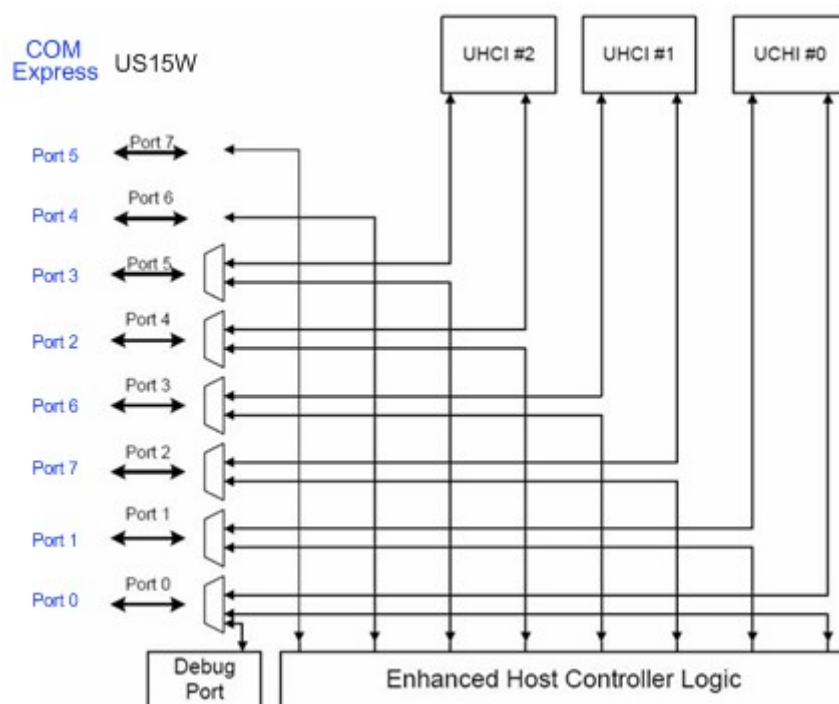 COM
Express
US15W
UHCI #2
UHCI #1
UCHI #0
Port 5
Port 7
Port 4
Port 6
Port 3
Port 5
Port 2
Port 4
Port 6
Port 3
Port 7
Port 2
Port 1
Port 1
Port 0
Port 0
Debug
Port
Enhanced Host Controller Logic